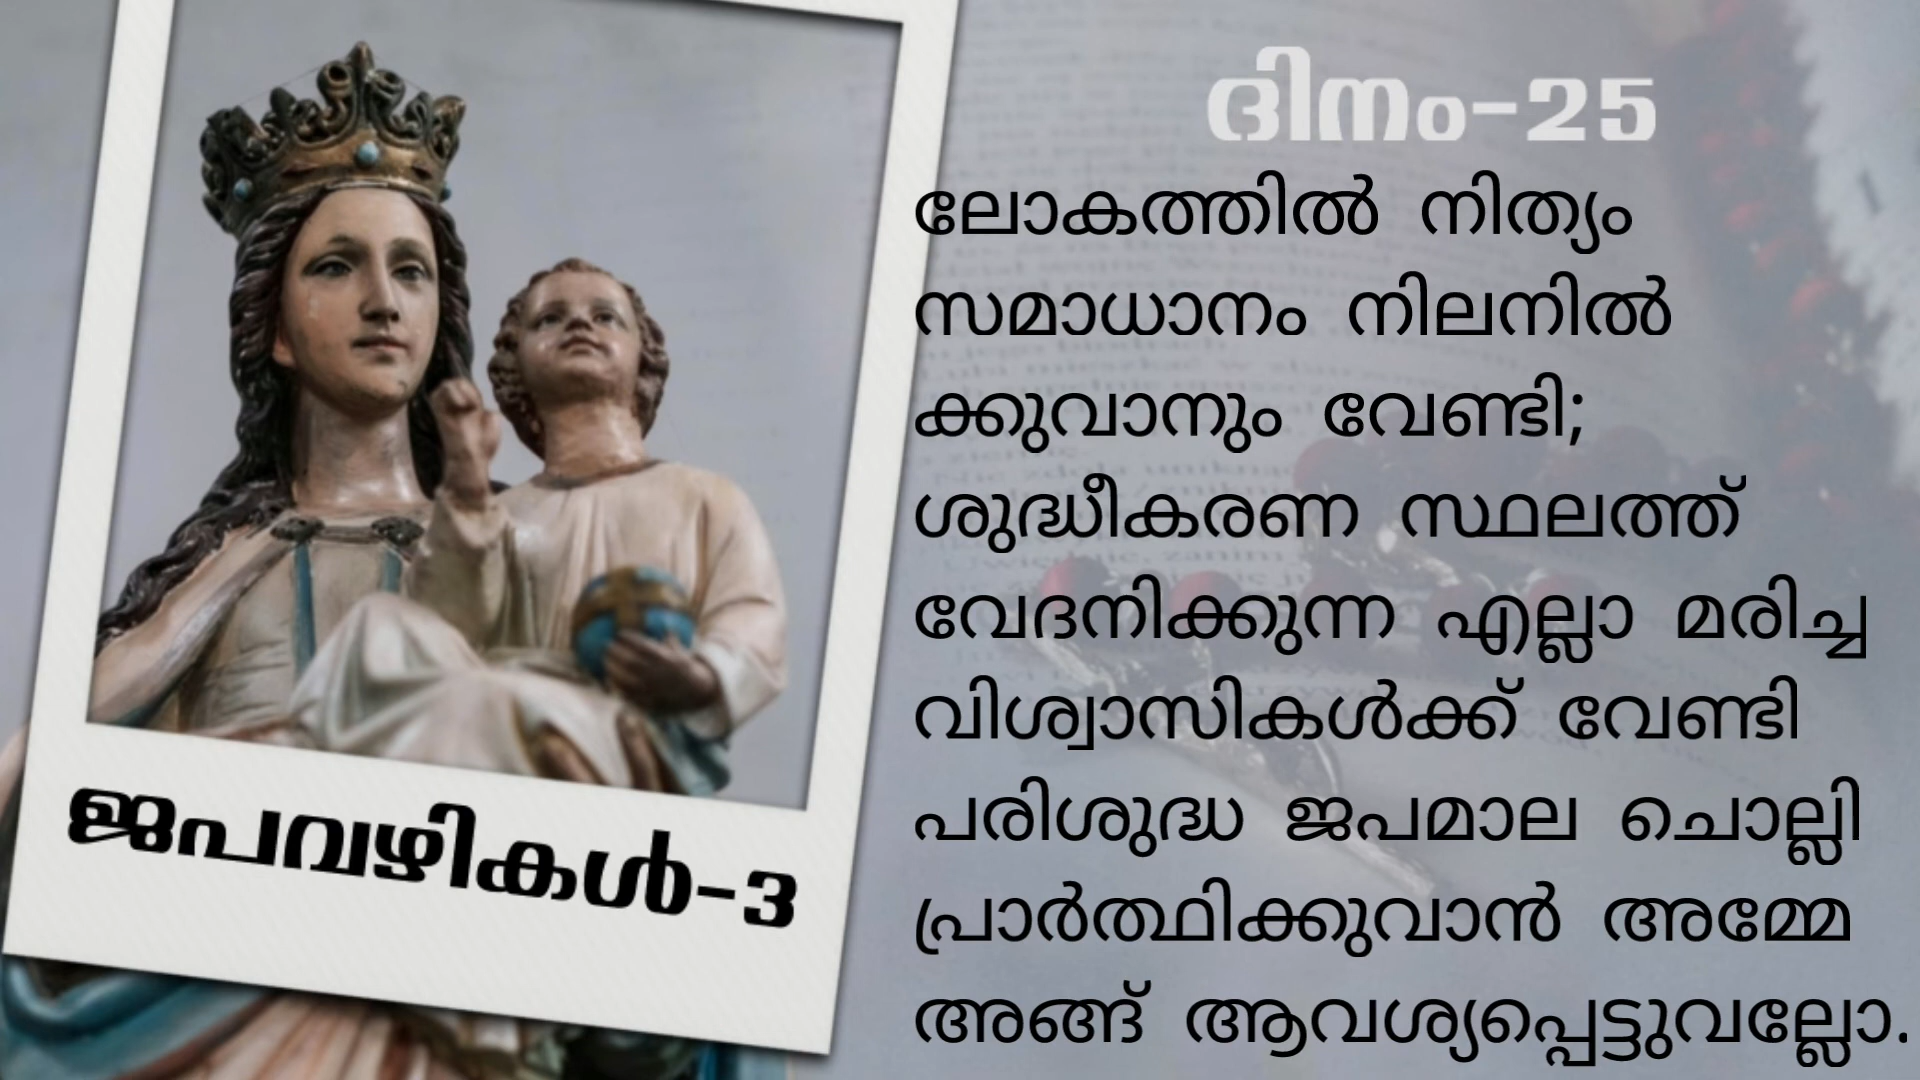 ദിനം-25
ലോകത്തിൽ നിത്യം
സമാധാനം നിലനിൽ
ക്കുവാനും വേണ്ടി;
ശുദ്ധീകരണ സ്ഥലത്ത്
വേദനിക്കുന്ന എല്ലാ മരിച്ച
വിശ്വാസികൾക്ക് വേണ്ടി
പരിശുദ്ധ ജപമാല ചൊല്ലി
പ്രാർത്ഥിക്കുവാൻ അമ്മേ
അങ്ങ് ആവശ്യപ്പെട്ടുവല്ലോ.
ജപവഴികൾ-3